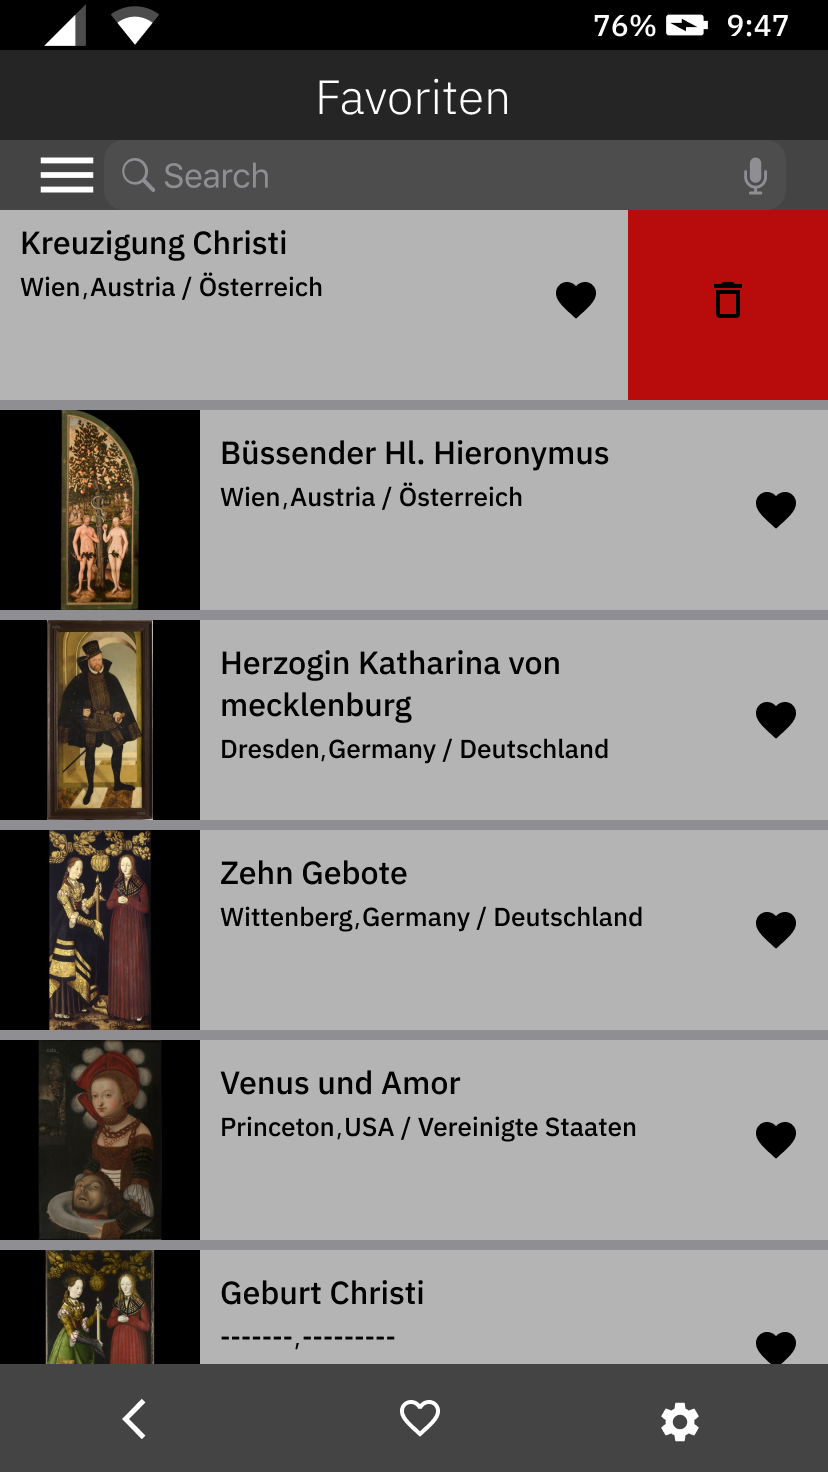 76% 9:47
Favoriten
Search
Kreuzigung Christi
Wien,Austria / Österreich
Büssender Hl. Hieronymus
Wien,Austria / Österreich
Herzogin Katharina von
mecklenburg
Dresden,Germany / Deutschland
Zehn Gebote
Wittenberg,Germany / Deutschland
Venus und Amor
Princeton,USA / Vereinigte Staaten
Geburt Christi
-------,---------